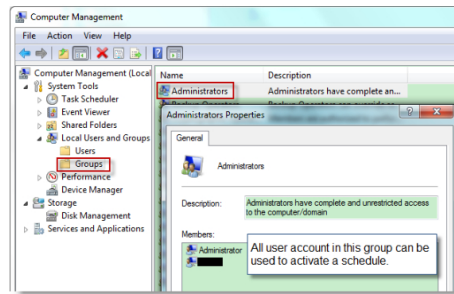 Computer Management
File Action View Help
Computer Management (Local
System Tools
Task Scheduler
Event Viewer
Shared Folders
Local Users and Groups
Users
Groups
Performance
Device Manager
Storage
Disk Management
Services and Applications
Name Description
Administrators Administrators have complete an...
Administrators Properties
General
Administrators
Description: Administrators have complete and unrestricted access
to the computer/domain
Members:
Administrator
All user account in this group can be
used to activate a schedule.